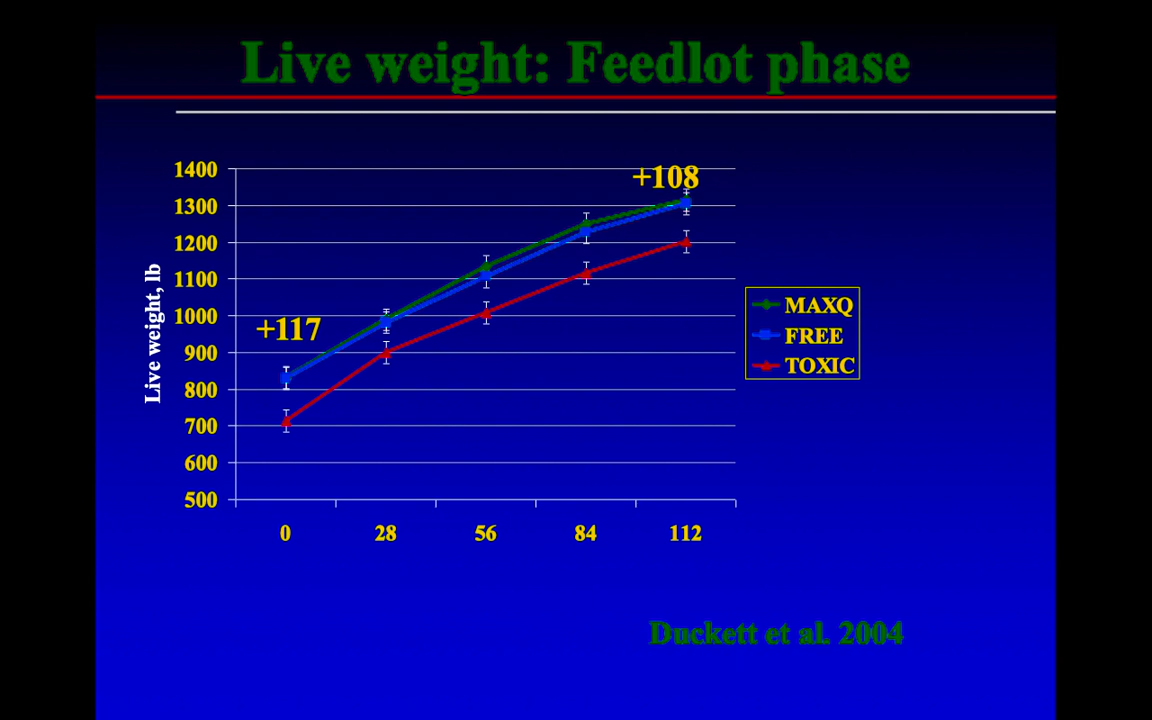 Live weight: Feedlot phase
1400
1300
1200
1100
1000
900
800
700
600
500
Live weight, lb
+117
+108
0 28 56 84 112
MAXQ
FREE
TOXIC
Duckett et al. 2004